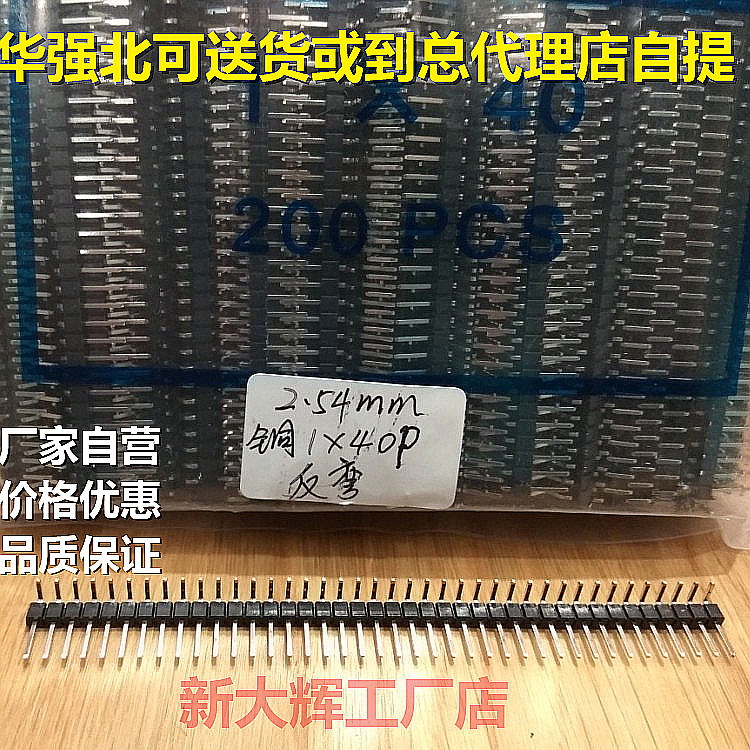 华强北可送货或到总代理店自提
1 X 40
200 PCS
2.54mm
铜1×40P
反弯
厂家自营
价格优惠
品质保证
新大辉工厂店